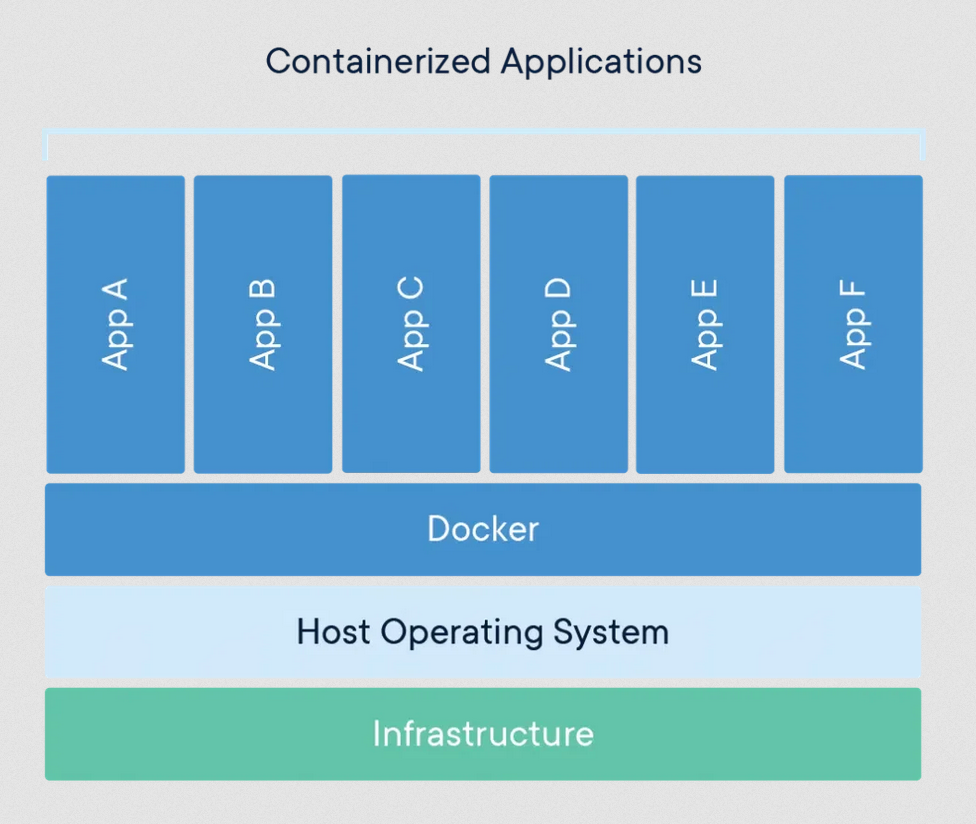 Containerized Applications
App A
App B
App C
App D
App E
App F
Docker
Host Operating System
Infrastructure